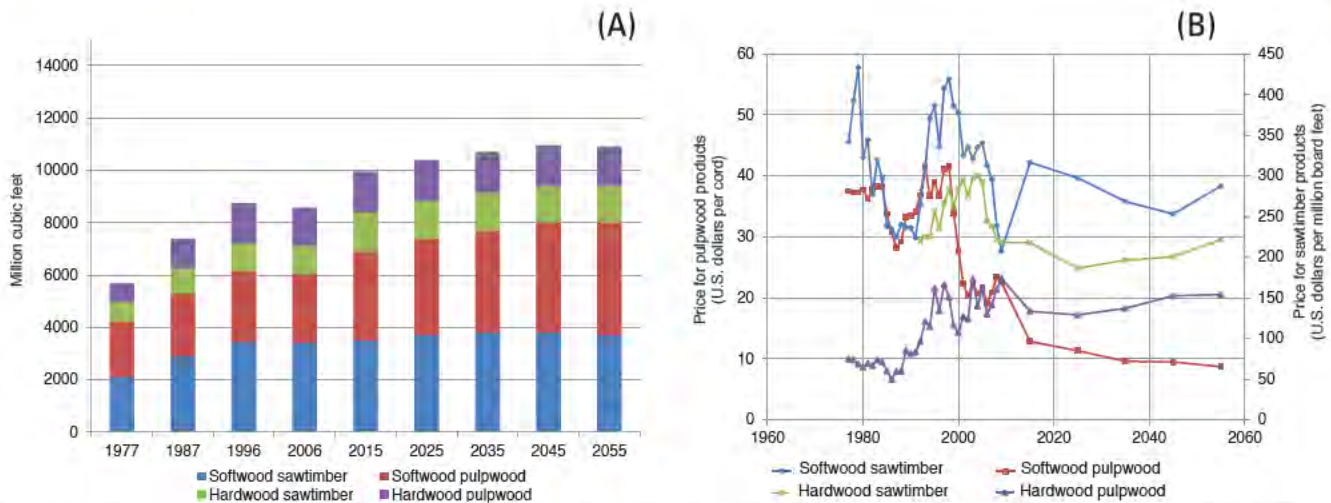 (A)
Million cubic feet
14000
12000
10000
8000
6000
4000
2000
0
1977 1987 1996 2006 2015 2025 2035 2045 2055
Softwood sawtimber Softwood pulpwood
Hardwood sawtimber Hardwood pulpwood
(B)
Price for pulpwood products
(U.S. dollars per cord)
60
50
40
30
20
10
0
450
400
350
300
250
200
150
100
50
0
Price for sawtimber products
(U.S. dollars per million board feet)
1960 1980 2000 2020 2040 2060
Softwood sawtimber Softwood pulpwood
Hardwood sawtimber Hardwood pulpwood